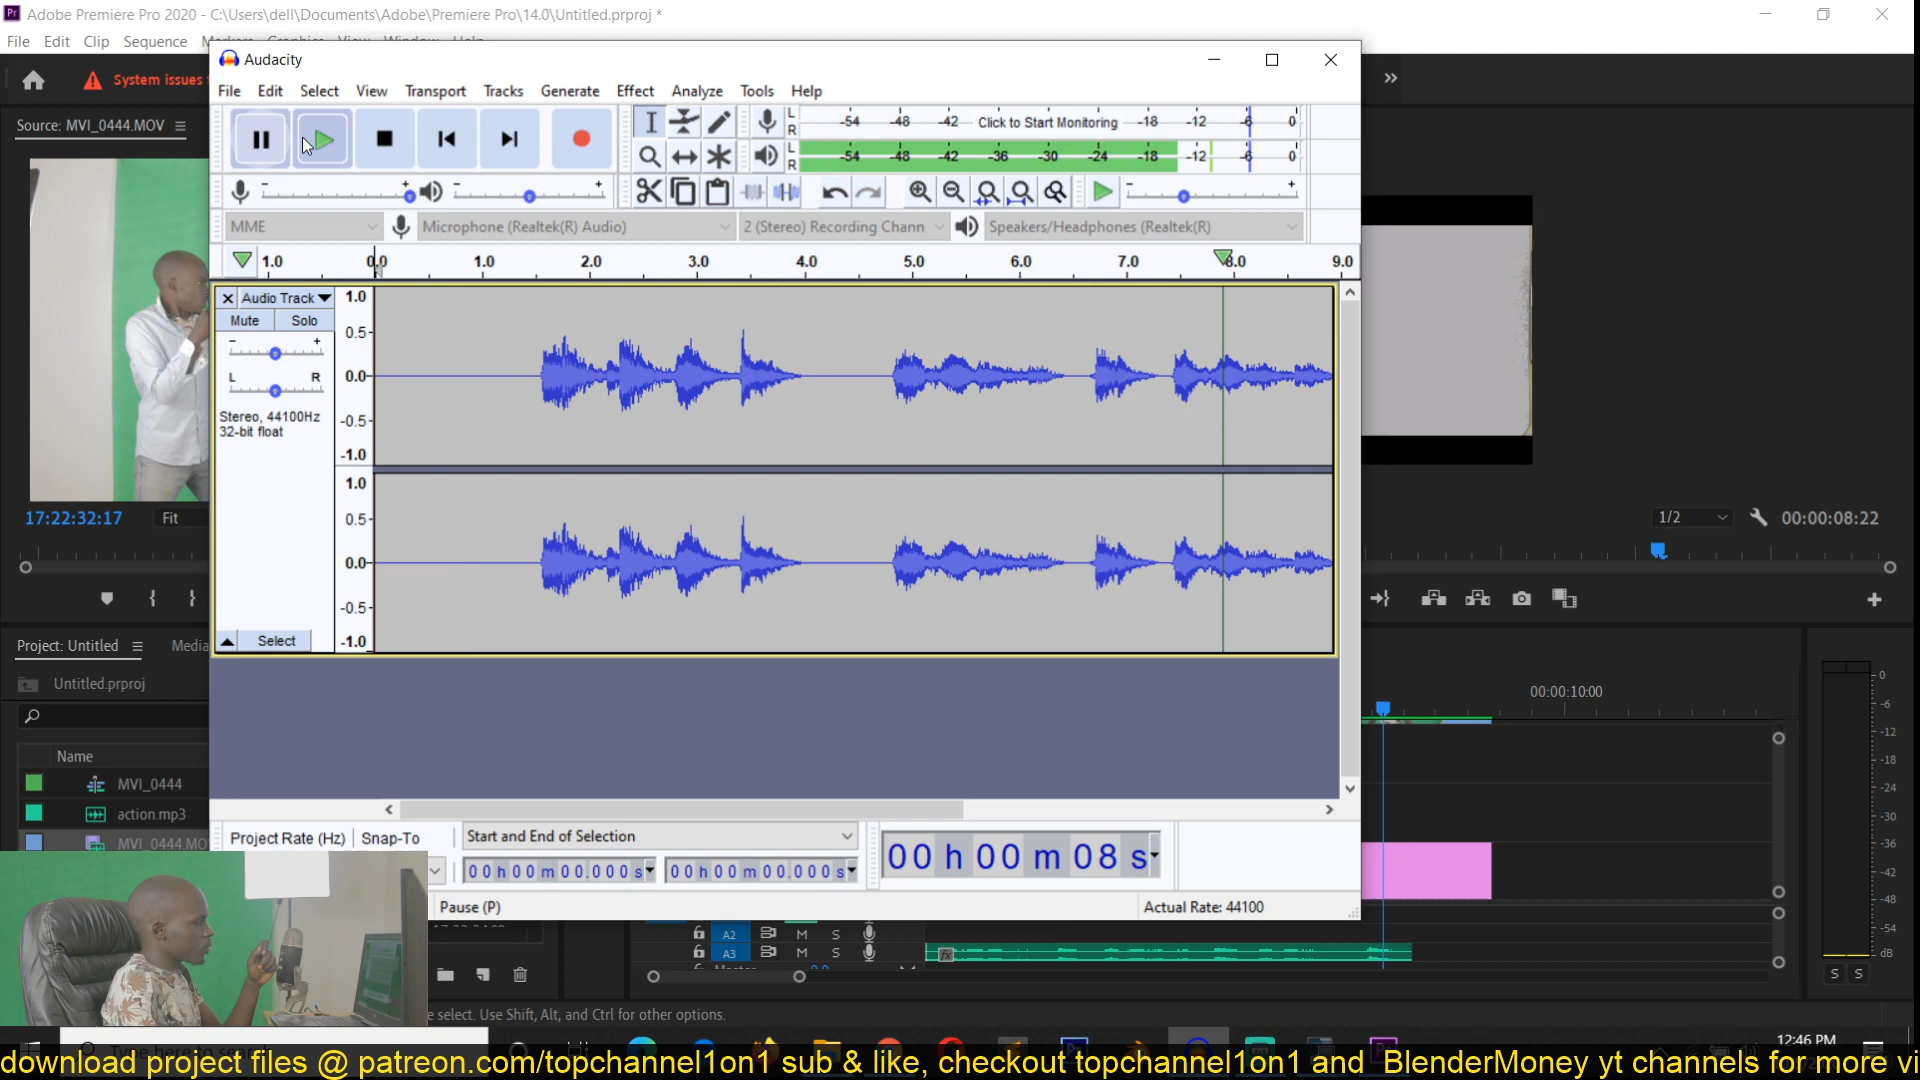 Adobe Premiere Pro 2020 - C:\Users\dell\Documents\Adobe\Premiere Pro\14.0\Untitled.prproj *
File Edit Clip Sequence
Audacity
System issues
File Edit Select View Transport Tracks Generate Effect Analyze Tools Help
Source: MVI_0444.MOV
L R -54 -48 -42 Click to Start Monitoring -18 -12 -6 0
L R -54 -48 -42 -36 -30 -24 -18 -12 -6 0
MME Microphone (Realtek(R) Audio) 2 (Stereo) Recording Chann Speakers/Headphones (Realtek(R)
1.0 0.0 1.0 2.0 3.0 4.0 5.0 6.0 7.0 8.0 9.0
Audio Track
Mute Solo
L R
Stereo, 44100Hz
32-bit float
1.0
0.5
0.0
-0.5
-1.0
1.0
0.5
0.0
-0.5
-1.0
Select
17:22:32:17 Fit
1/2 00:00:08:22
Project: Untitled Media
Untitled.prproj
Name
MVI_0444
action.mp3
MVI_0444.MO
00:00:10:00
0
-6
-12
-18
-24
-30
-36
-42
-48
-54
dB
S S
Project Rate (Hz) Snap-To Start and End of Selection
00 h 00 m 00.000 s 00 h 00 m 00.000 s 00 h 00 m 08 s
Pause (P) Actual Rate: 44100
A2 M S
A3 M S fx
select. Use Shift, Alt, and Ctrl for other options.
12:46 PM
download project files @ patreon.com/topchannel1on1 sub & like, checkout topchannel1on1 and BlenderMoney yt channels for more vi